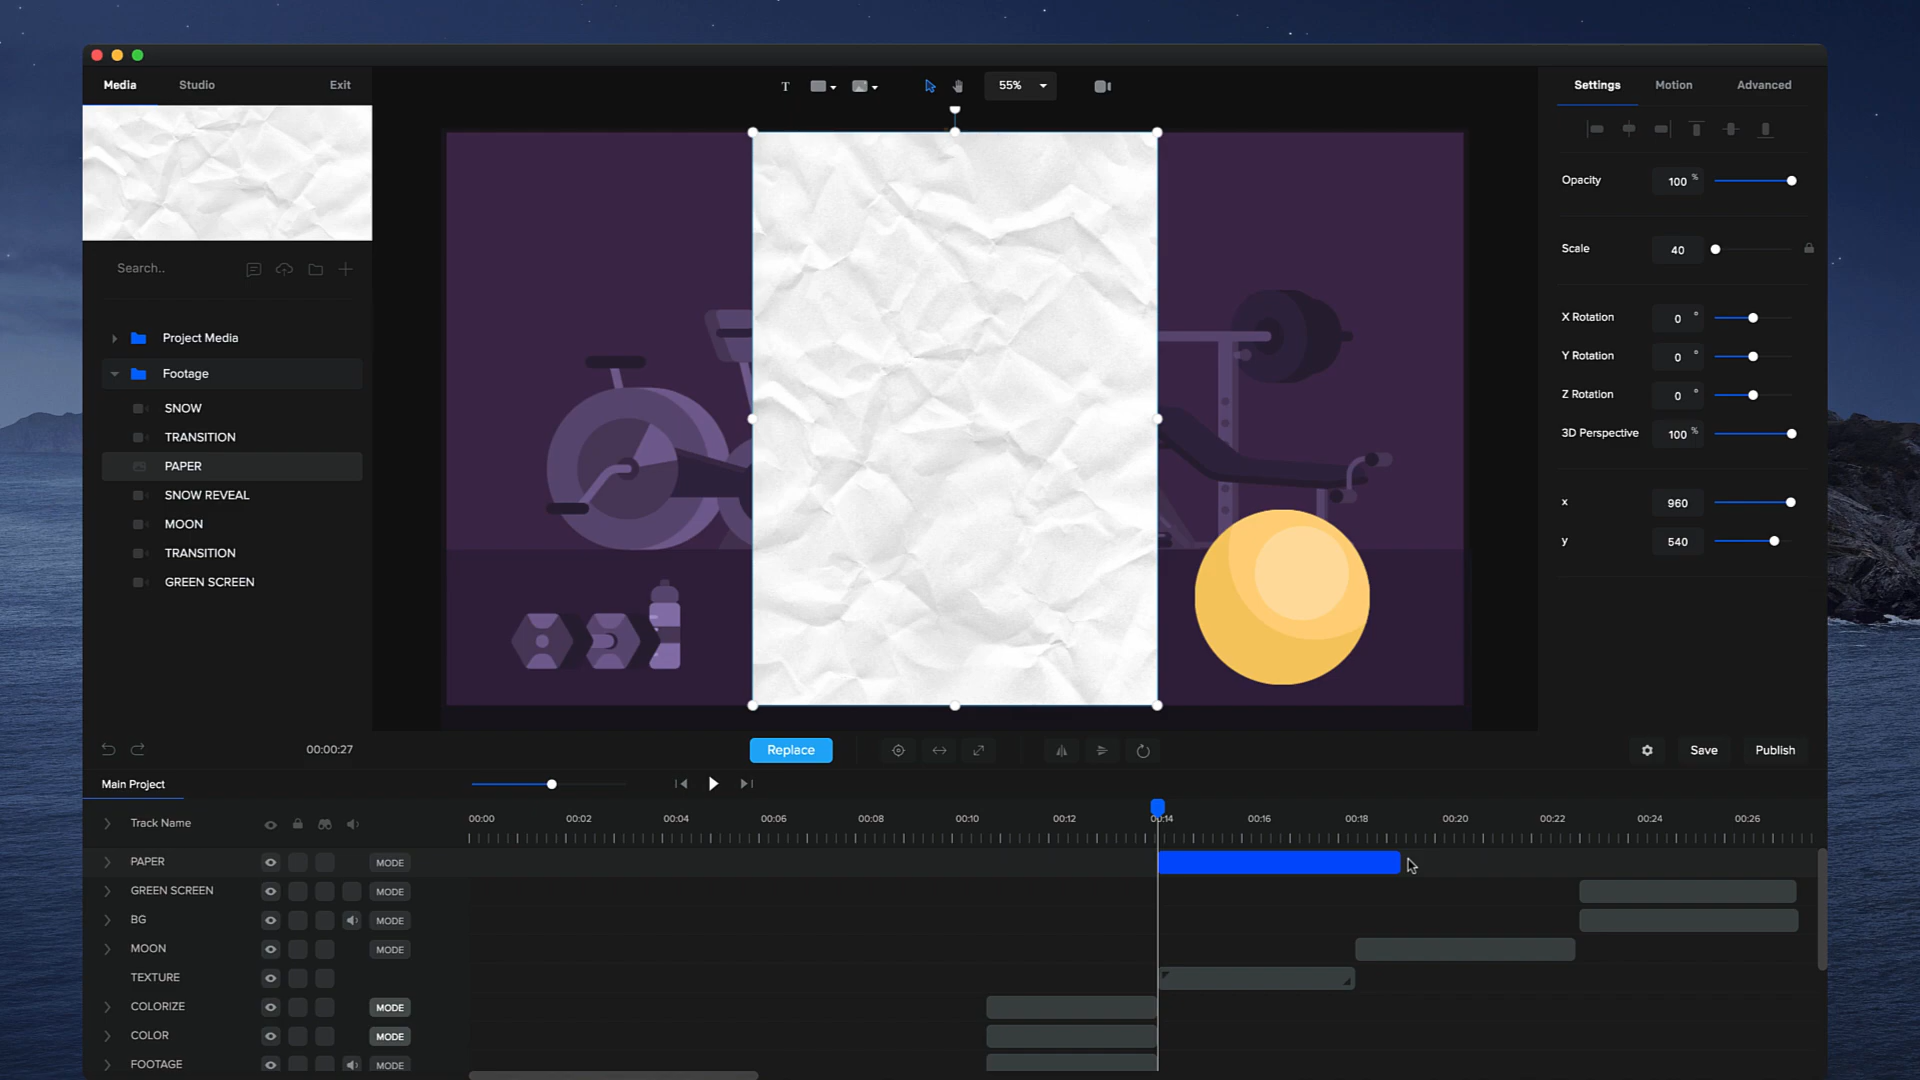 Media
Studio
Exit
T
55%
Settings
Motion
Advanced
Opacity
100 %
Search..
Scale
40
Project Media
X Rotation
0 °
Footage
Y Rotation
0 °
SNOW
Z Rotation
0 °
TRANSITION
3D Perspective
100 %
PAPER
SNOW REVEAL
x
960
MOON
y
540
TRANSITION
GREEN SCREEN
00:00:27
Replace
Save
Publish
Main Project
Track Name
00:00
00:02
00:04
00:06
00:08
00:10
00:12
00:14
00:16
00:18
00:20
00:22
00:24
00:26
PAPER
MODE
GREEN SCREEN
MODE
BG
MODE
MOON
MODE
TEXTURE
COLORIZE
MODE
COLOR
MODE
FOOTAGE
MODE